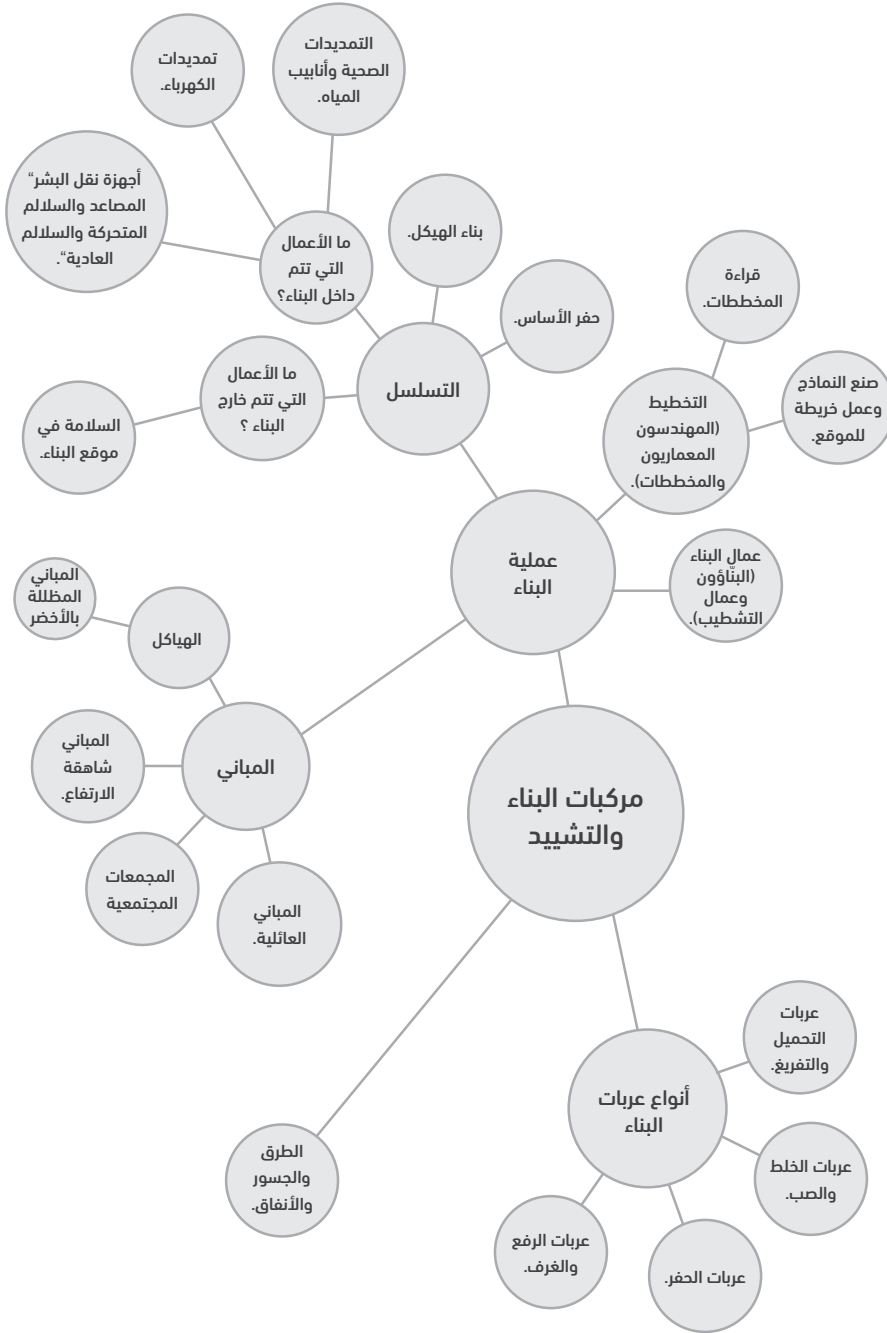 التمديدات
الصحية وأنابيب
المياه.
تمديدات
الكهرباء.
أجهزة نقل البشر“
المصاعد والسلالم
المتحركة والسلالم
العادية“.
ما الأعمال
التي تتم
داخل البناء؟
بناء الهيكل.
حفر الأساس.
قراءة
المخططات.
صنع النماذج
وعمل خريطة
للموقع.
التخطيط
(المهندسون
المعماريون
والمخططات).
التسلسل
ما الأعمال
التي تتم خارج
البناء ؟
السلامة في
موقع البناء.
عملية
البناء
عمال البناء
(البنّاؤون
وعمال
التشطيب).
المباني
المظللة
بالأخضر
الهياكل
المباني
شاهقة
الارتفاع.
المباني
المجمعات
المجتمعية
المباني
العائلية.
مركبات البناء
والتشييد
عربات
التحميل
والتفريغ.
أنواع عربات
البناء
عربات الخلط
والصب.
الطرق
والجسور
والأنفاق.
عربات الرفع
والغرف.
عربات الحفر.